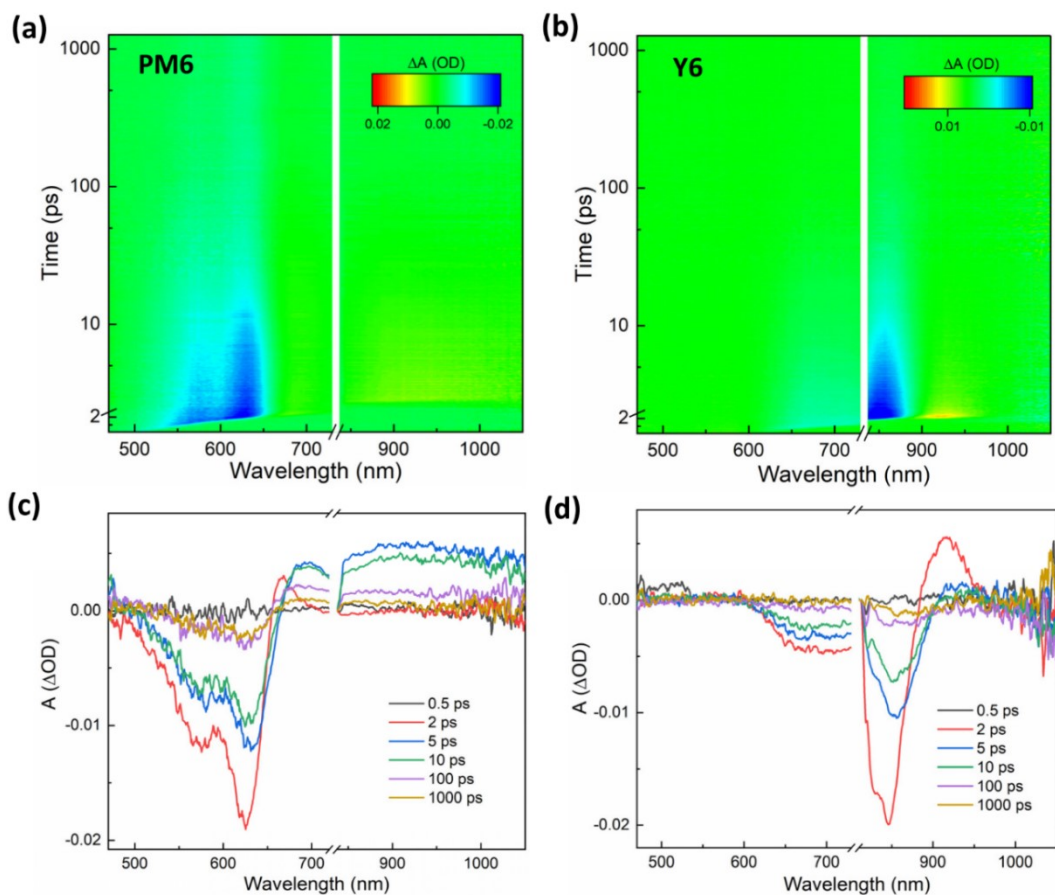 (a)
PM6
ΔA (OD)
0.02 0.00 -0.02
1000
100
10
2
Time (ps)
500 600 700 900 1000
Wavelength (nm)
(b)
Y6
ΔA (OD)
0.01 -0.01
1000
100
10
2
Time (ps)
500 600 700 900 1000
Wavelength (nm)
(c)
0.00
-0.01
-0.02
A (ΔOD)
0.5 ps
2 ps
5 ps
10 ps
100 ps
1000 ps
500 600 700 900 1000
Wavelength (nm)
(d)
0.00
-0.01
-0.02
A (ΔOD)
0.5 ps
2 ps
5 ps
10 ps
100 ps
1000 ps
500 600 700 900 1000
Wavelength (nm)